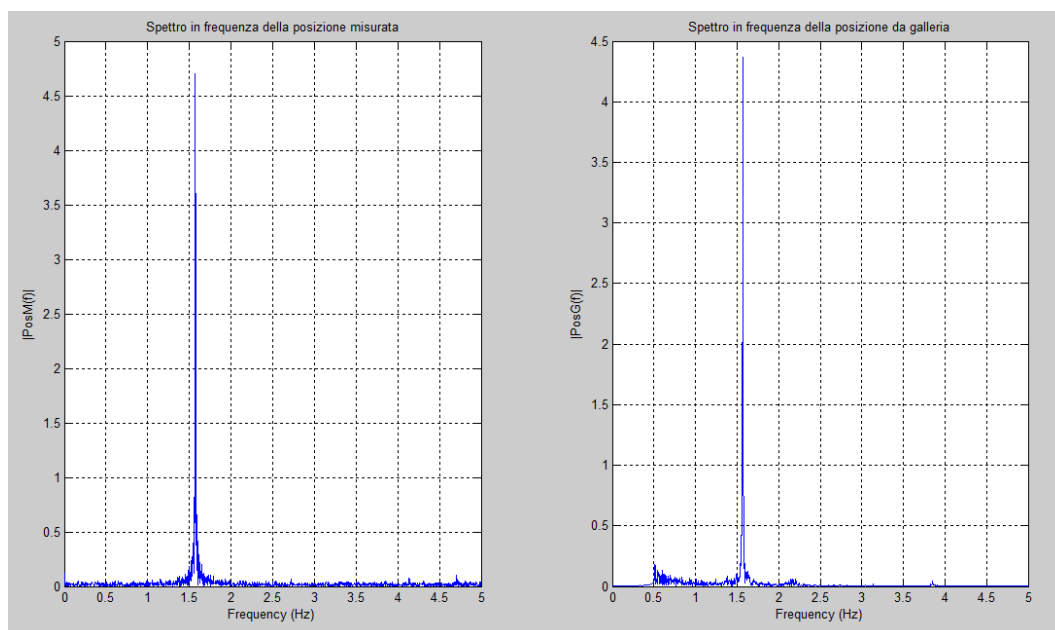 Spettro in frequenza della posizione misurata
5
4.5
4
3.5
3
2.5
2
1.5
1
0.5
0
|PosM(f)|
0 0.5 1 1.5 2 2.5 3 3.5 4 4.5 5
Frequency (Hz)
Spettro in frequenza della posizione da galleria
4.5
4
3.5
3
2.5
2
1.5
1
0.5
0
|PosG(f)|
0 0.5 1 1.5 2 2.5 3 3.5 4 4.5 5
Frequency (Hz)